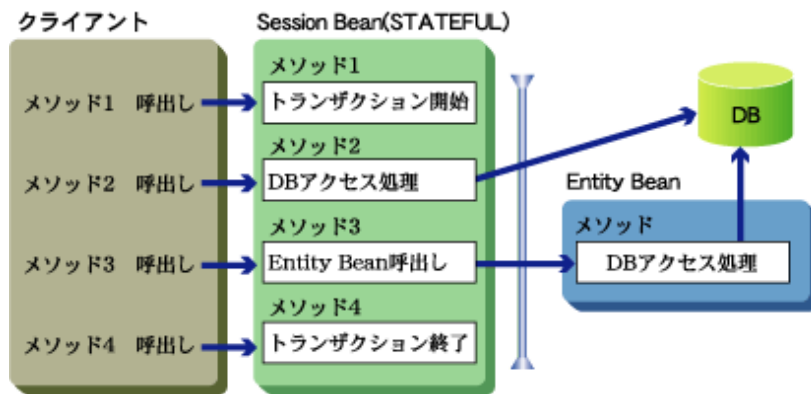 クライアント
メソッド1 呼出し
メソッド2 呼出し
メソッド3 呼出し
メソッド4 呼出し
Session Bean(STATEFUL)
メソッド1
トランザクション開始
メソッド2
DBアクセス処理
メソッド3
Entity Bean呼出し
メソッド4
トランザクション終了
DB
Entity Bean
メソッド
DBアクセス処理